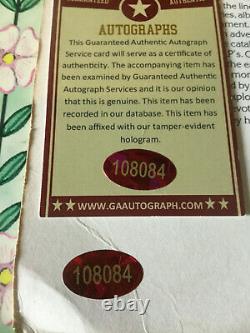 GUARANTEED
AUTHENTIC
AUTOGRAPHS
This Guaranteed Authentic Autograph
Service card will serve as a certificate of
authenticity. The accompanying item has
been examined by Guaranteed Authentic
Autograph Services and it is our opinion
that this is genuine. This item has been
recorded in our database. This item has
been affixed with our tamper-evident
hologram.
108084
WWW.GAAUTOGRAPH.COM
108084